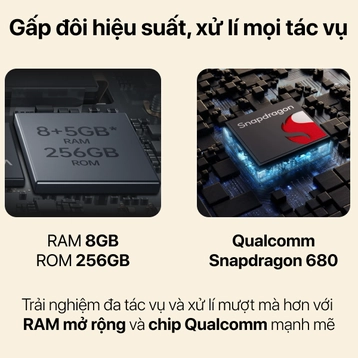 Gấp đôi hiệu suất, xử lí mọi tác vụ
8+5GB*
RAM
256GB
ROM
Snapdragon
RAM 8GB
ROM 256GB
Qualcomm
Snapdragon 680
Trải nghiệm đa tác vụ và xử lí mượt mà hơn với
RAM mở rộng và chip Qualcomm mạnh mẽ